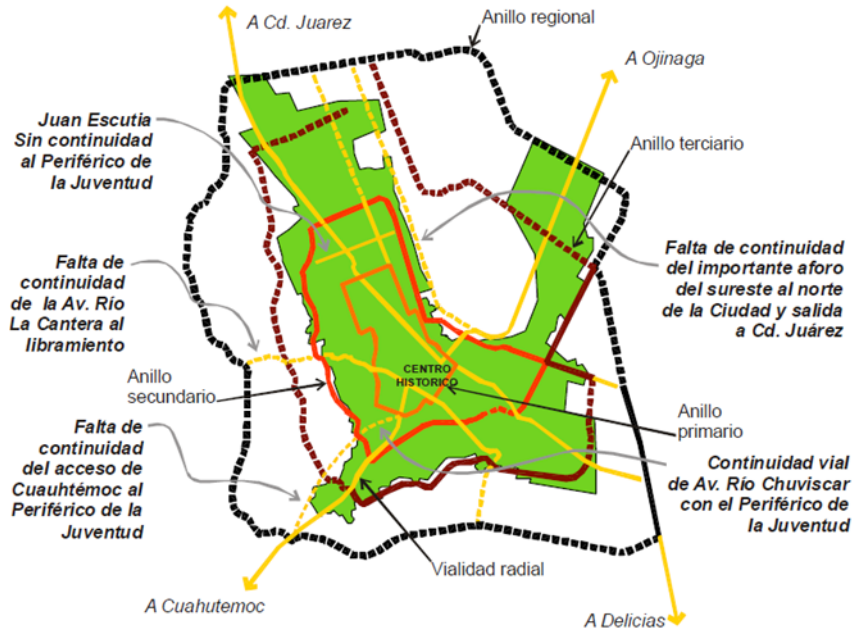 A Cd. Juarez
Anillo regional
A Ojinaga
Juan Escutia
Sin continuidad
al Periférico de
la Juventud
Anillo terciario
Falta de
continuidad
de la Av. Río
La Cantera al
libramiento
Falta de continuidad
del importante aforo
del sureste al norte
de la Ciudad y salida
a Cd. Juárez
CENTRO
HISTORICO
Anillo
secundario
Anillo
primario
Falta de
continuidad
del acceso de
Cuauhtémoc al
Periférico de la
Juventud
Continuidad vial
de Av. Río Chuviscar
con el Periférico de
la Juventud
Vialidad radial
A Cuahutemoc
A Delicias